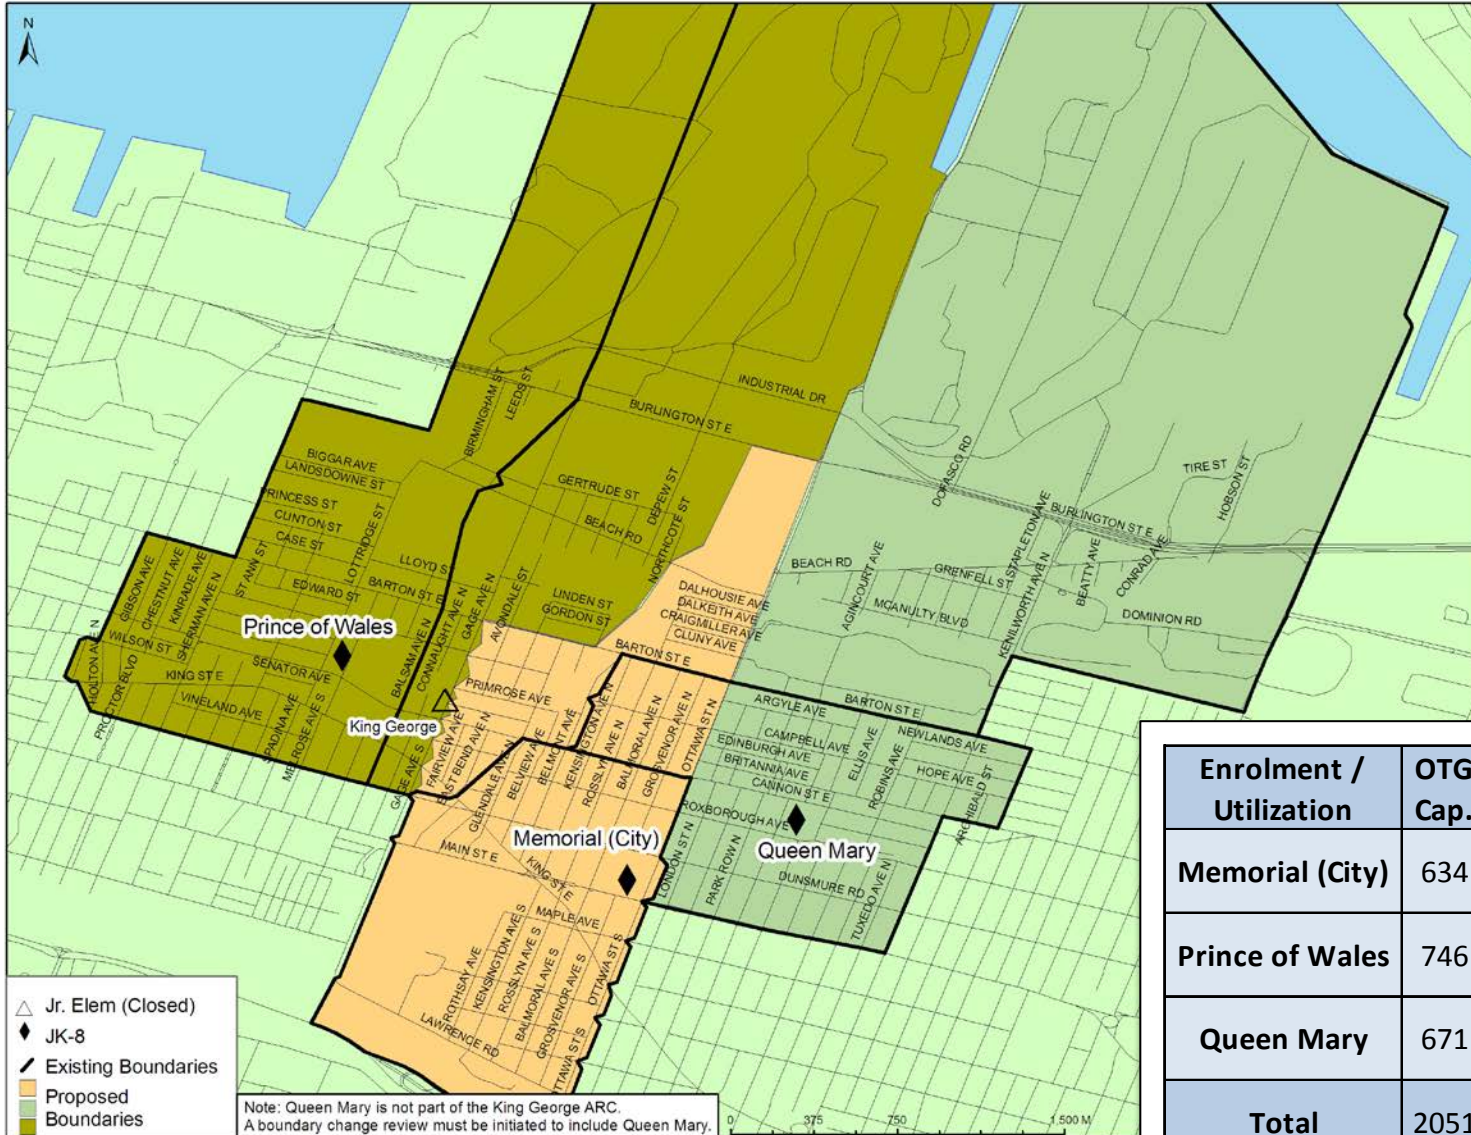 N
INDUSTRIAL DR
BURLINGTON ST E
BIRMINGHAM ST
LEEDS ST
BIGGAR AVE
LANDSDOWNE ST
PRINCESS ST
CLINTON ST
CASE ST
LOTTRIDGE ST
LLOYD ST
GERTRUDE ST
BEACH RD
DEPEW ST
NORTHCOTE ST
DOFASCO RD
TIRE ST
HOBSON ST
BURLINGTON ST E
STAPLETON AVE
KENILWORTH AVE N
BEATTY AVE
CONRAD AVE
BEACH RD
GRENFELL ST
AGINCOURT AVE
MCANULTY BLVD
DOMINION RD
GIBSON AVE
CHESTNUT AVE
KINRADE AVE
SHERMAN AVE N
ST ANN ST
EDWARD ST
BARTON ST E
AVONDALE ST
LINDEN ST
GORDON ST
DALHOUSIE AVE
DALKEITH AVE
CRAIGMILLER AVE
CLUNY AVE
BARTON ST E
Prince of Wales
HOLTON AVE N
WILSON ST
PROCTOR BLVD
KING ST E
SENATOR AVE
VINELAND AVE
SPADINA AVE
MELROSE AVE S
BALSAM AVE N
CONNAUGHT AVE N
GAGE AVE N
King George
PRIMROSE AVE
GAGE AVE S
FAIRVIEW AVE
EAST BEND AVE N
GLENDALE AVE N
BELVIEW AVE
BELMONT AVE
KENSINGTON AVE N
ROSSLYN AVE N
BALMORAL AVE N
GROSVENOR AVE N
OTTAWA ST N
ARGYLE AVE
BARTON ST E
CAMPBELL AVE
NEWLANDS AVE
EDINBURGH AVE
BRITANNIA AVE
CANNON ST E
ELLIS AVE
ROBINS AVE
HOPE AVE
ARCHIBALD ST
ROXBOROUGH AVE
Memorial (City)
Queen Mary
MAIN ST E
KING ST E
LONDON ST N
PARK ROW N
DUNSMURE RD
TUXEDO AVE N
MAPLE AVE
ROTHSAY AVE
KENSINGTON AVE S
ROSSLYN AVE S
BALMORAL AVE S
GROSVENOR AVE S
OTTAWA ST S
LAWRENCE RD
OTTAWA ST S
Jr. Elem (Closed)
JK-8
Existing Boundaries
Proposed
Boundaries
Note: Queen Mary is not part of the King George ARC.
A boundary change review must be initiated to include Queen Mary.
0 375 750 1,500 M
Enrolment / OTG
Utilization Cap.
Memorial (City) 634
Prince of Wales 746
Queen Mary 671
Total 2051